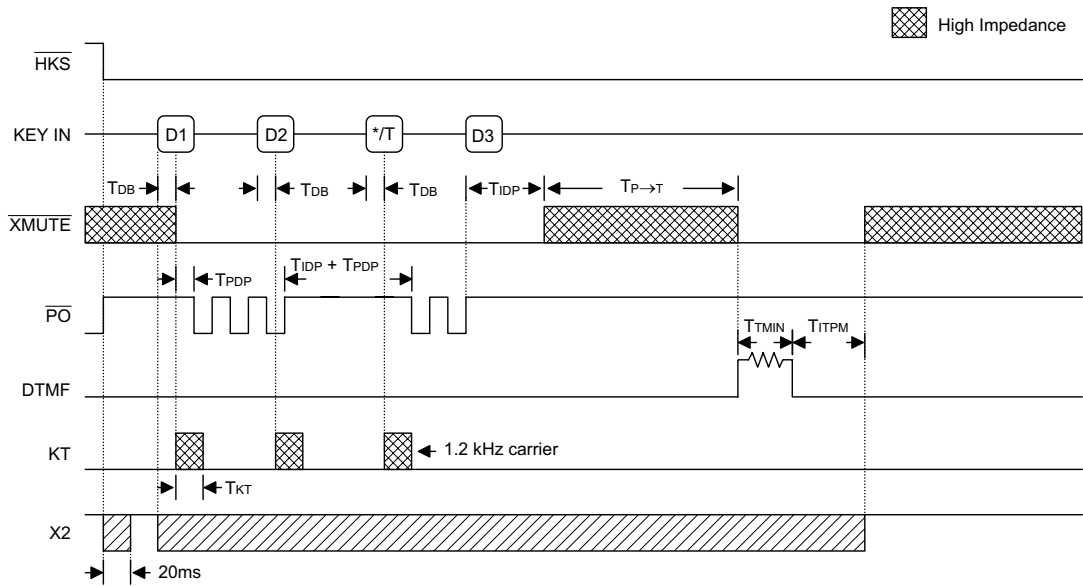 High Impedance
HKS
KEY IN D1 D2 */T D3
TDB TDB TDB TIDP TP→T
XMUTE
TPDP TIDP + TPDP
PO
TTMIN TITPM
DTMF
KT 1.2 kHz carrier
TKT
X2
20ms